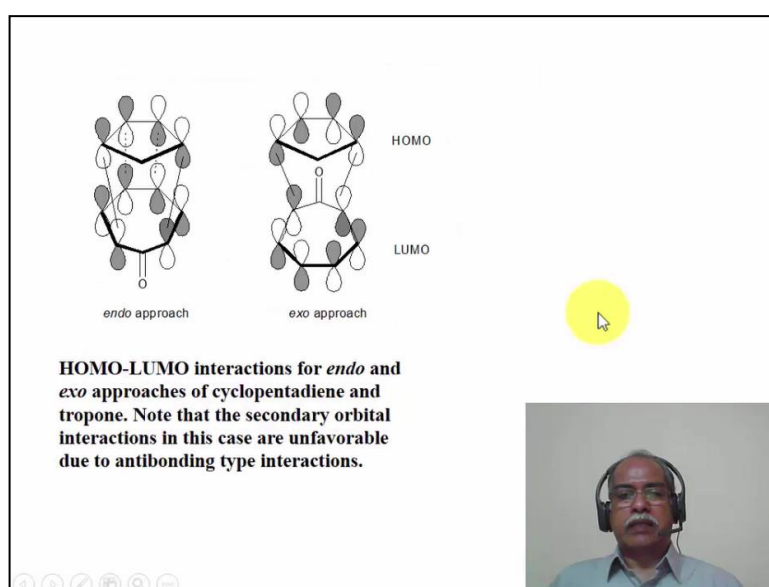 HOMO
O
LUMO
O
endo approach
exo approach
HOMO-LUMO interactions for endo and
exo approaches of cyclopentadiene and
tropone. Note that the secondary orbital
interactions in this case are unfavorable
due to antibonding type interactions.